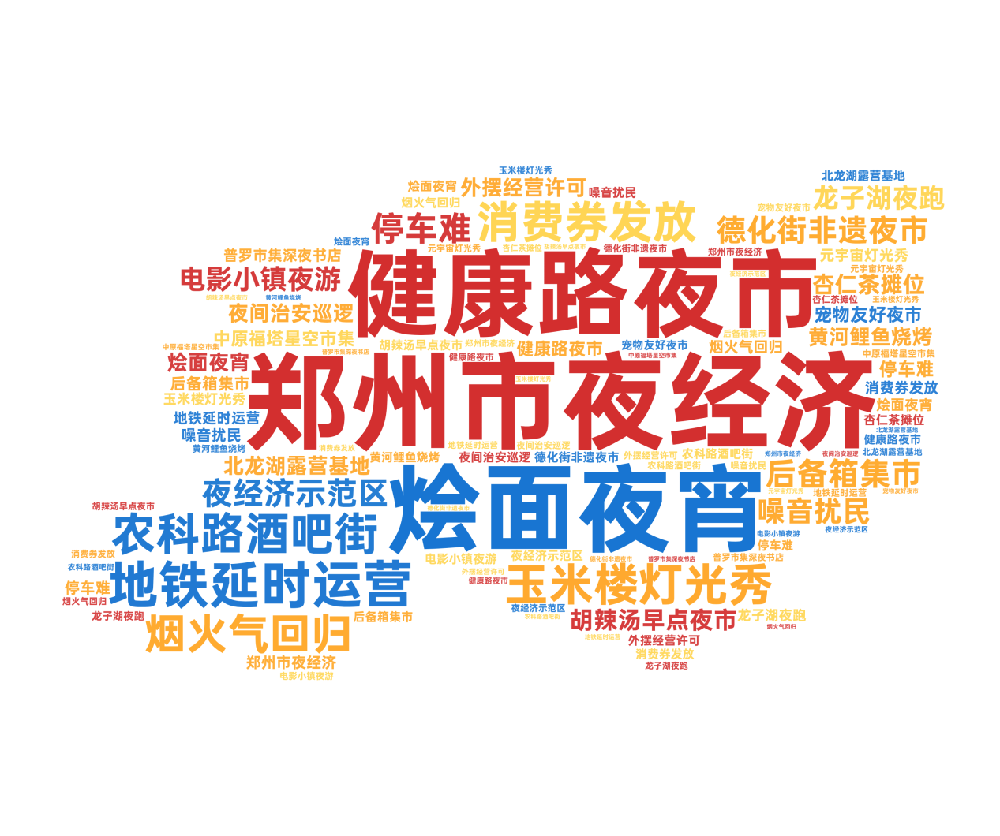 玉米楼灯光秀
北龙湖露营基地
烩面夜宵
外摆经营许可
噪音扰民
龙子湖夜跑
烟火气回归
消费券发放
宠物友好夜市
停车难
德化街非遗夜市
烩面夜宵
元宇宙灯光秀
杏仁茶摊位
胡辣汤早点夜市
德化街非遗夜市
郑州市夜经济
普罗市集深夜书店
健康路夜市
元宇宙灯光秀
电影小镇夜游
夜经济示范区
元宇宙灯光秀
杏仁茶摊位
胡辣汤早点夜市
黄河鲤鱼烧烤
杏仁茶摊位
玉米楼灯光秀
夜间治安巡逻
宠物友好夜市
中原福塔星空市集
后备箱集市
黄河鲤鱼烧烤
中原福塔星空市集
普罗市集深夜书店
胡辣汤早点夜市
郑州市夜经济
健康路夜市
宠物友好夜市
烟火气回归
烩面夜宵
健康路夜市
中原福塔星空市集
中原福塔星空市集
郑州市夜经济
停车难
后备箱集市
玉米楼灯光秀
消费券发放
玉米楼灯光秀
烩面夜宵
地铁延时运营
杏仁茶摊位
噪音扰民
北龙湖露营基地
健康路夜市
黄河鲤鱼烧烤
消费券发放
地铁延时运营
夜间治安巡逻
北龙湖露营基地
黄河鲤鱼烧烤
夜间治安巡逻
德化街非遗夜市
外摆经营许可
农科路酒吧街
郑州市夜经济
夜间治安巡逻
北龙湖露营基地
农科路酒吧街
噪音扰民
后备箱集市
夜经济示范区
烩面夜宵
元宇宙灯光秀
地铁延时运营
宠物友好夜市
胡辣汤早点夜市
德化街非遗夜市
噪音扰民
农科路酒吧街
电影小镇夜游
夜经济示范区
停车难
消费券发放
电影小镇夜游
夜经济示范区
德化街非遗夜市
普罗市集深夜书店
普罗市集深夜书店
农科路酒吧街
地铁延时运营
外摆经营许可
玉米楼灯光秀
健康路夜市
停车难
烟火气回归
夜经济示范区
龙子湖夜跑
烟火气回归
后备箱集市
农科路酒吧街
胡辣汤早点夜市
龙子湖夜跑
烟火气回归
地铁延时运营
外摆经营许可
郑州市夜经济
消费券发放
电影小镇夜游
龙子湖夜跑